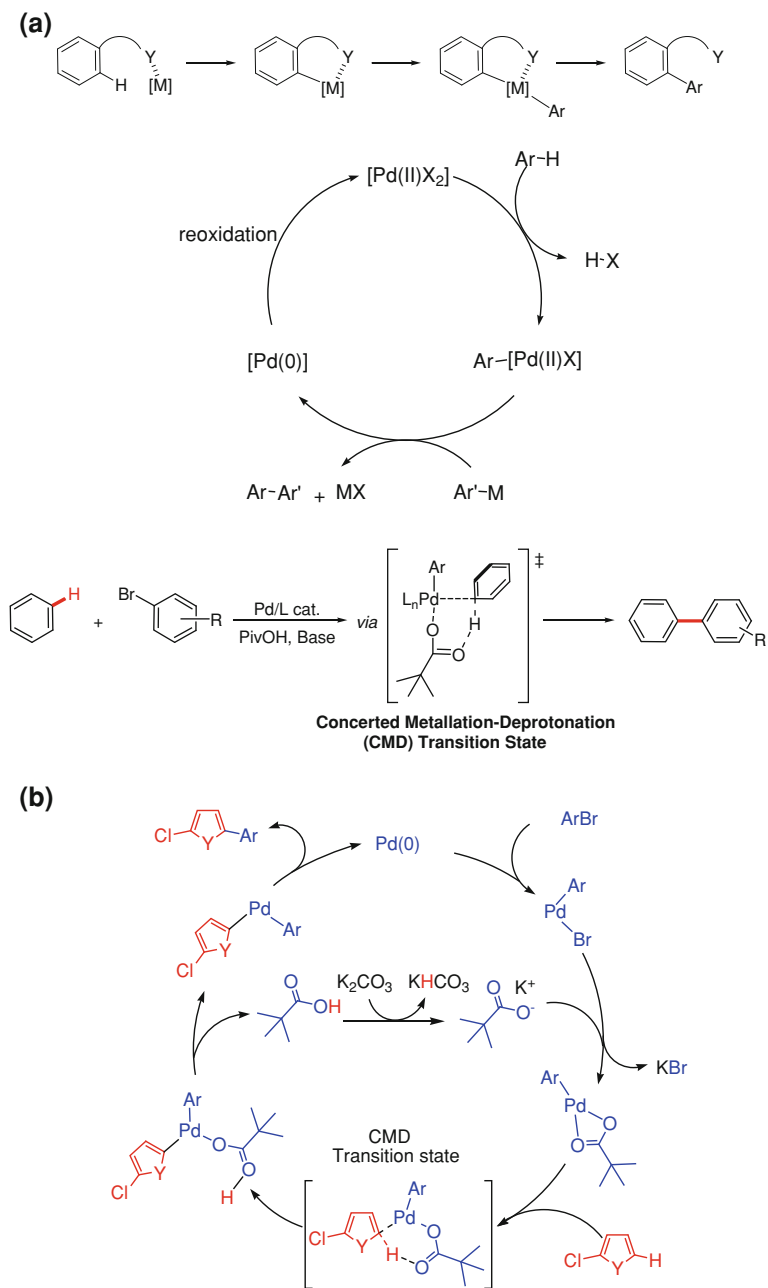 (a)
Y
H
[M]
Y
[M]
Y
[M]
Ar
Y
Ar
[Pd(II)X2]
Ar-H
reoxidation
H-X
[Pd(0)]
Ar-[Pd(II)X]
Ar-Ar' + MX
Ar'-M
H
+
Br
R
Pd/L cat.
PivOH, Base
via
Ar
LnPd
H
O
O
‡
R
Concerted Metallation-Deprotonation
(CMD) Transition State
(b)
Cl
Y
Ar
Pd(0)
ArBr
Ar
Pd
Br
Pd
Ar
Cl
Y
O
OH
K2CO3
KHCO3
O
O-
K+
KBr
Ar
Pd
O
O
Ar
Pd
O
O
H
Cl
Y
CMD
Transition state
Ar
Pd
O
O
H
Cl
Y
Cl
Y
H